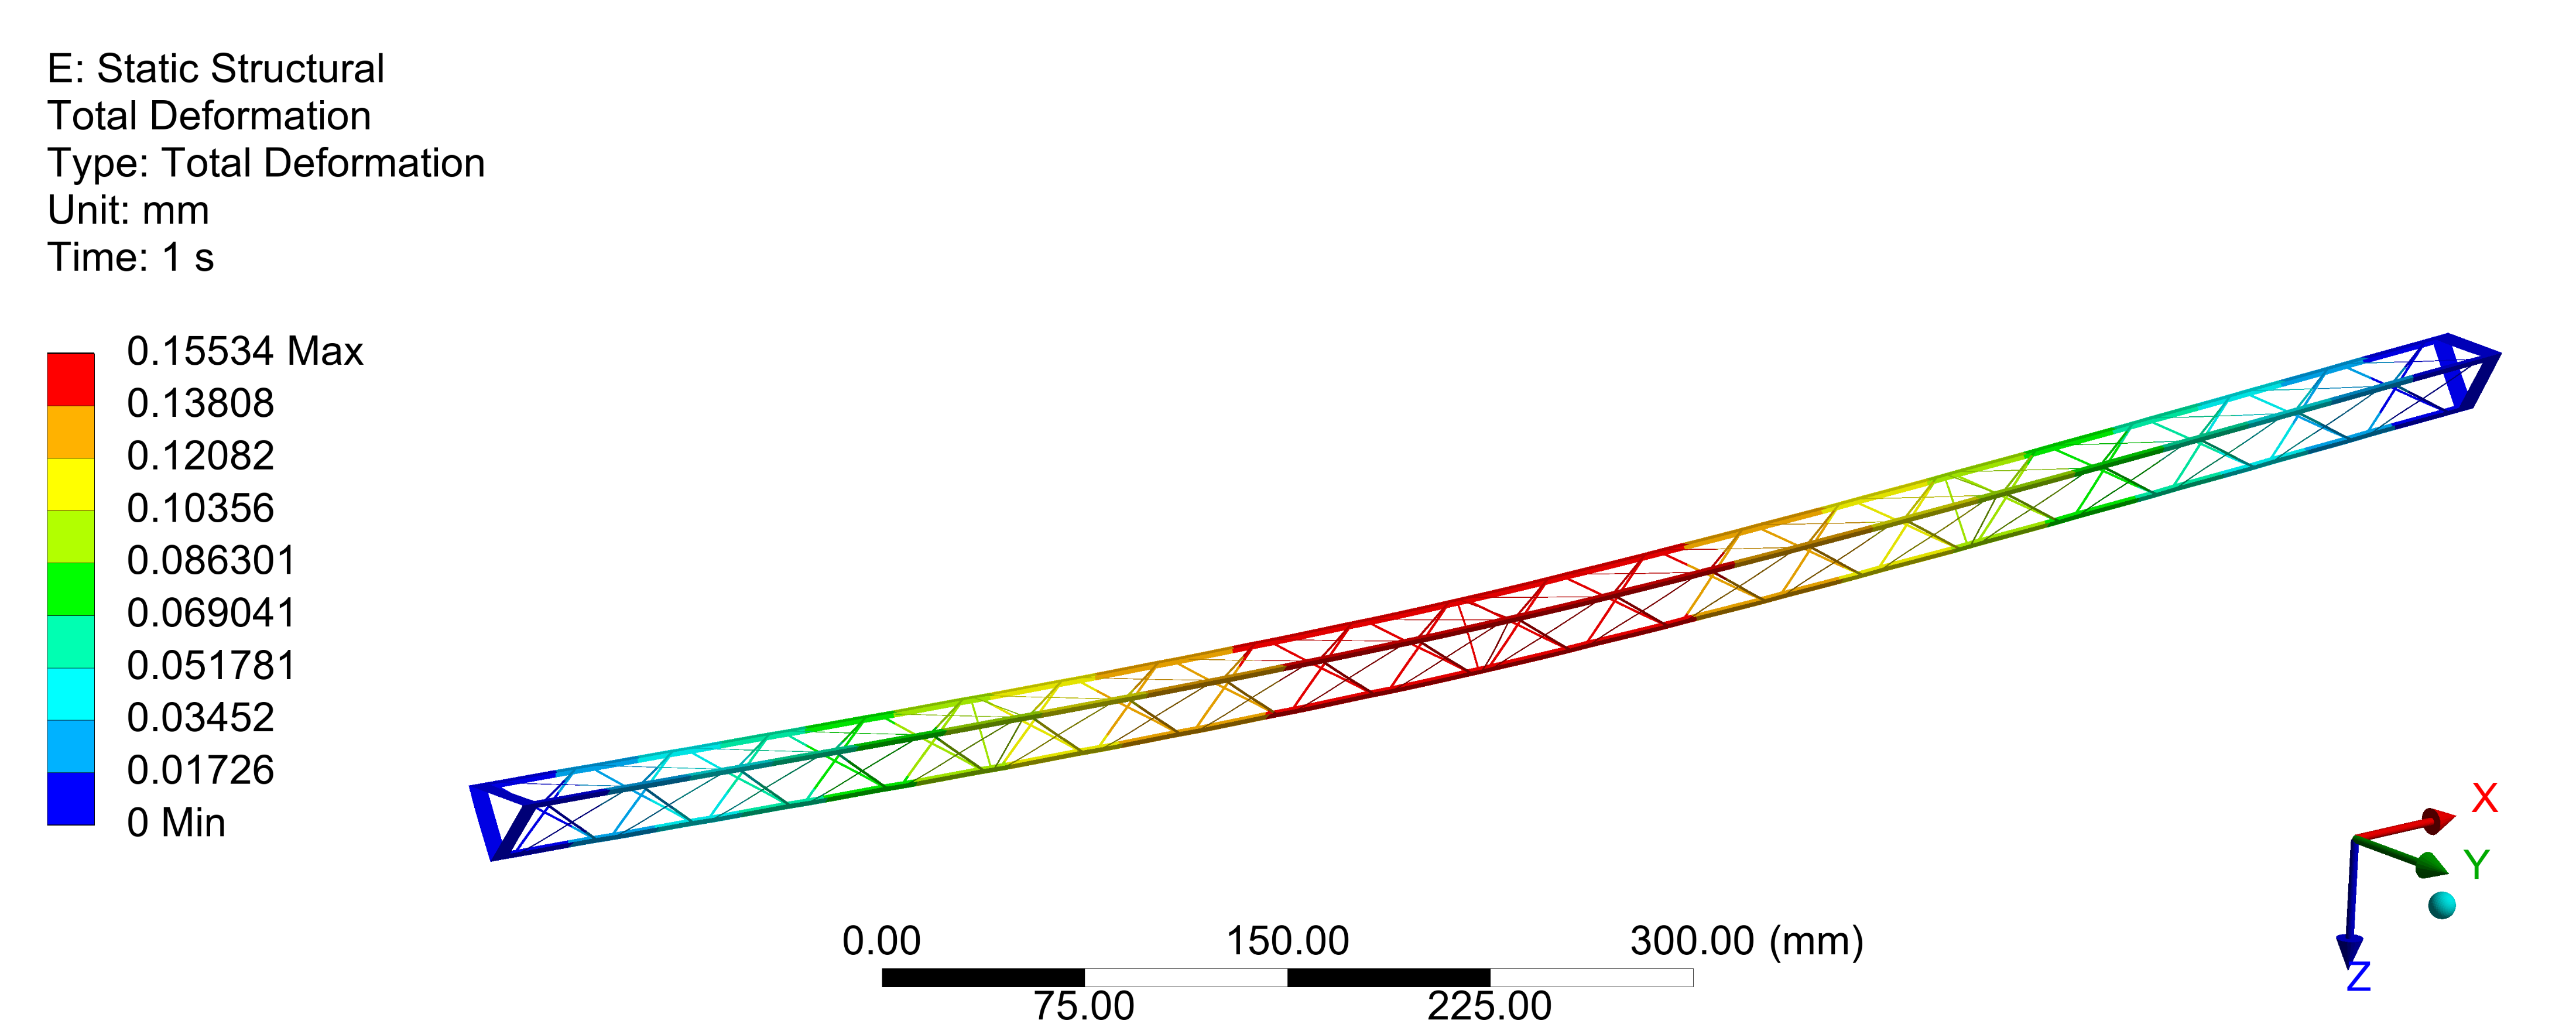 E: Static Structural
Total Deformation
Type: Total Deformation
Unit: mm
Time: 1 s
0.15534 Max
0.13808
0.12082
0.10356
0.086301
0.069041
0.051781
0.03452
0.01726
0 Min
X
Y
Z
0.00 150.00 300.00 (mm)
75.00 225.00